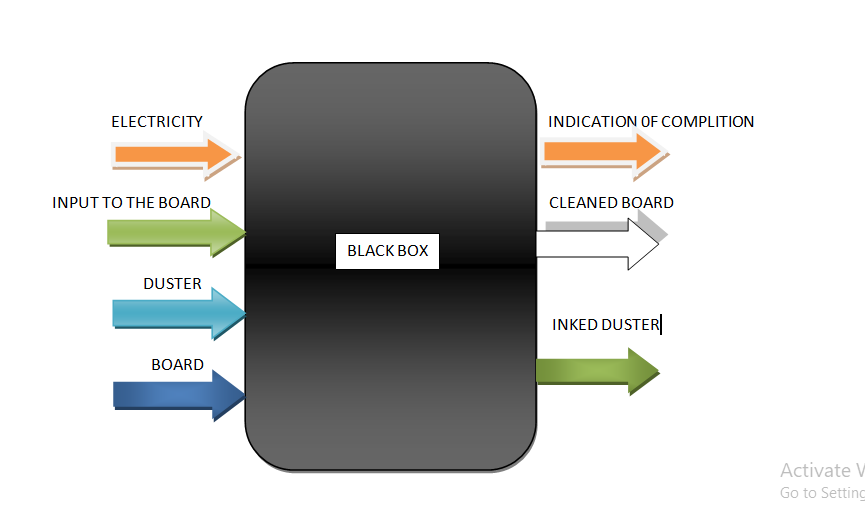 ELECTRICITY
INDICATION 0F COMPLITION
INPUT TO THE BOARD
CLEANED BOARD
BLACK BOX
DUSTER
INKED DUSTER
BOARD
Activate
Go to Setting